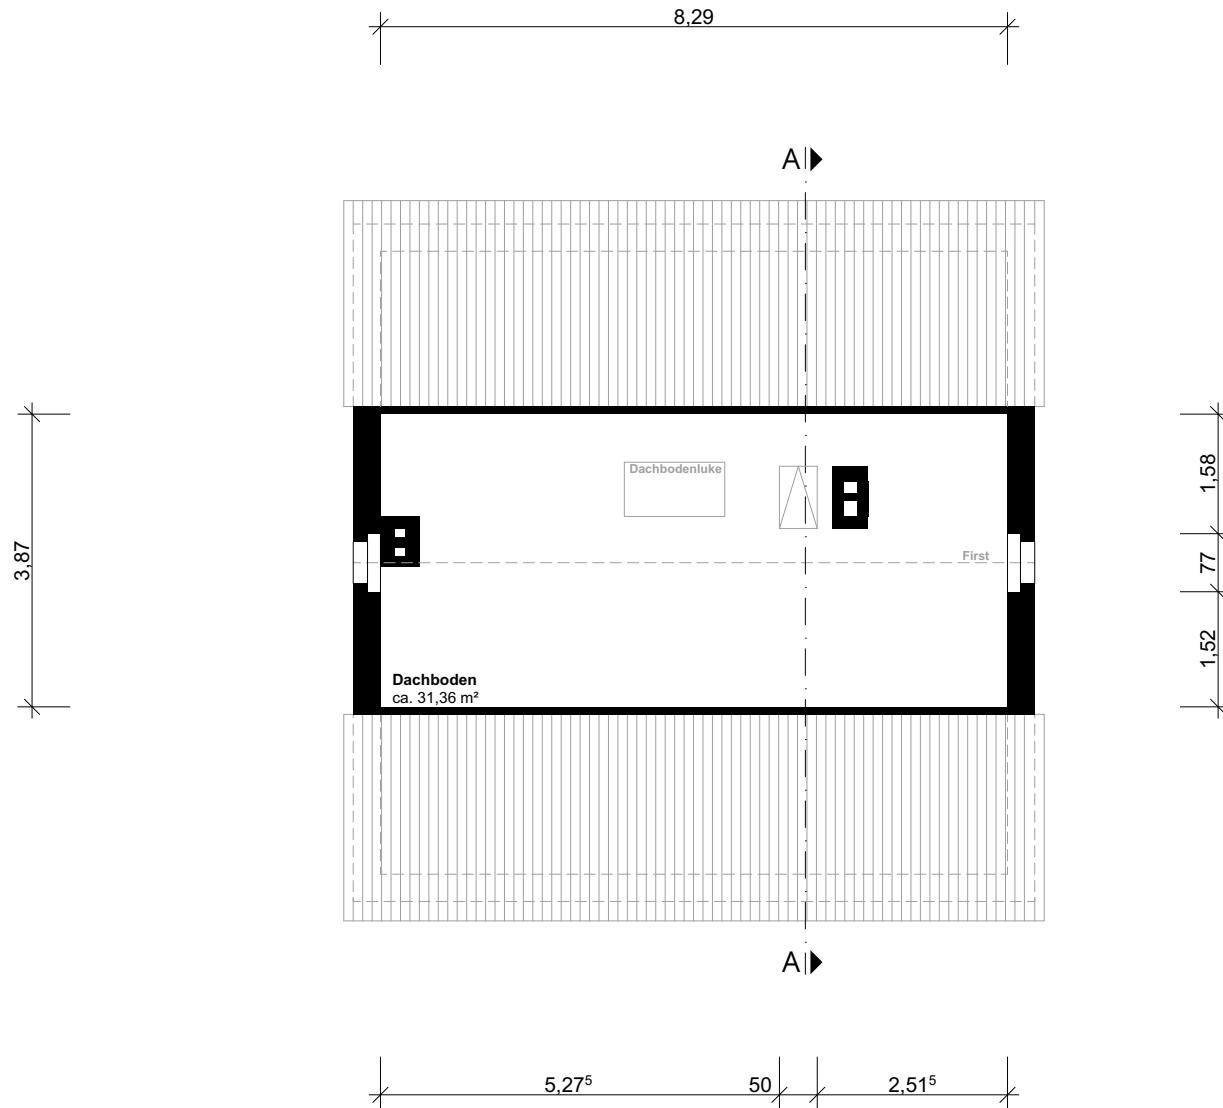 8,29
A
Dachbodenluke
First
1,58
3,87
77
1,52
Dachboden
ca. 31,36 m²
A
5,27⁵
50
2,51⁵